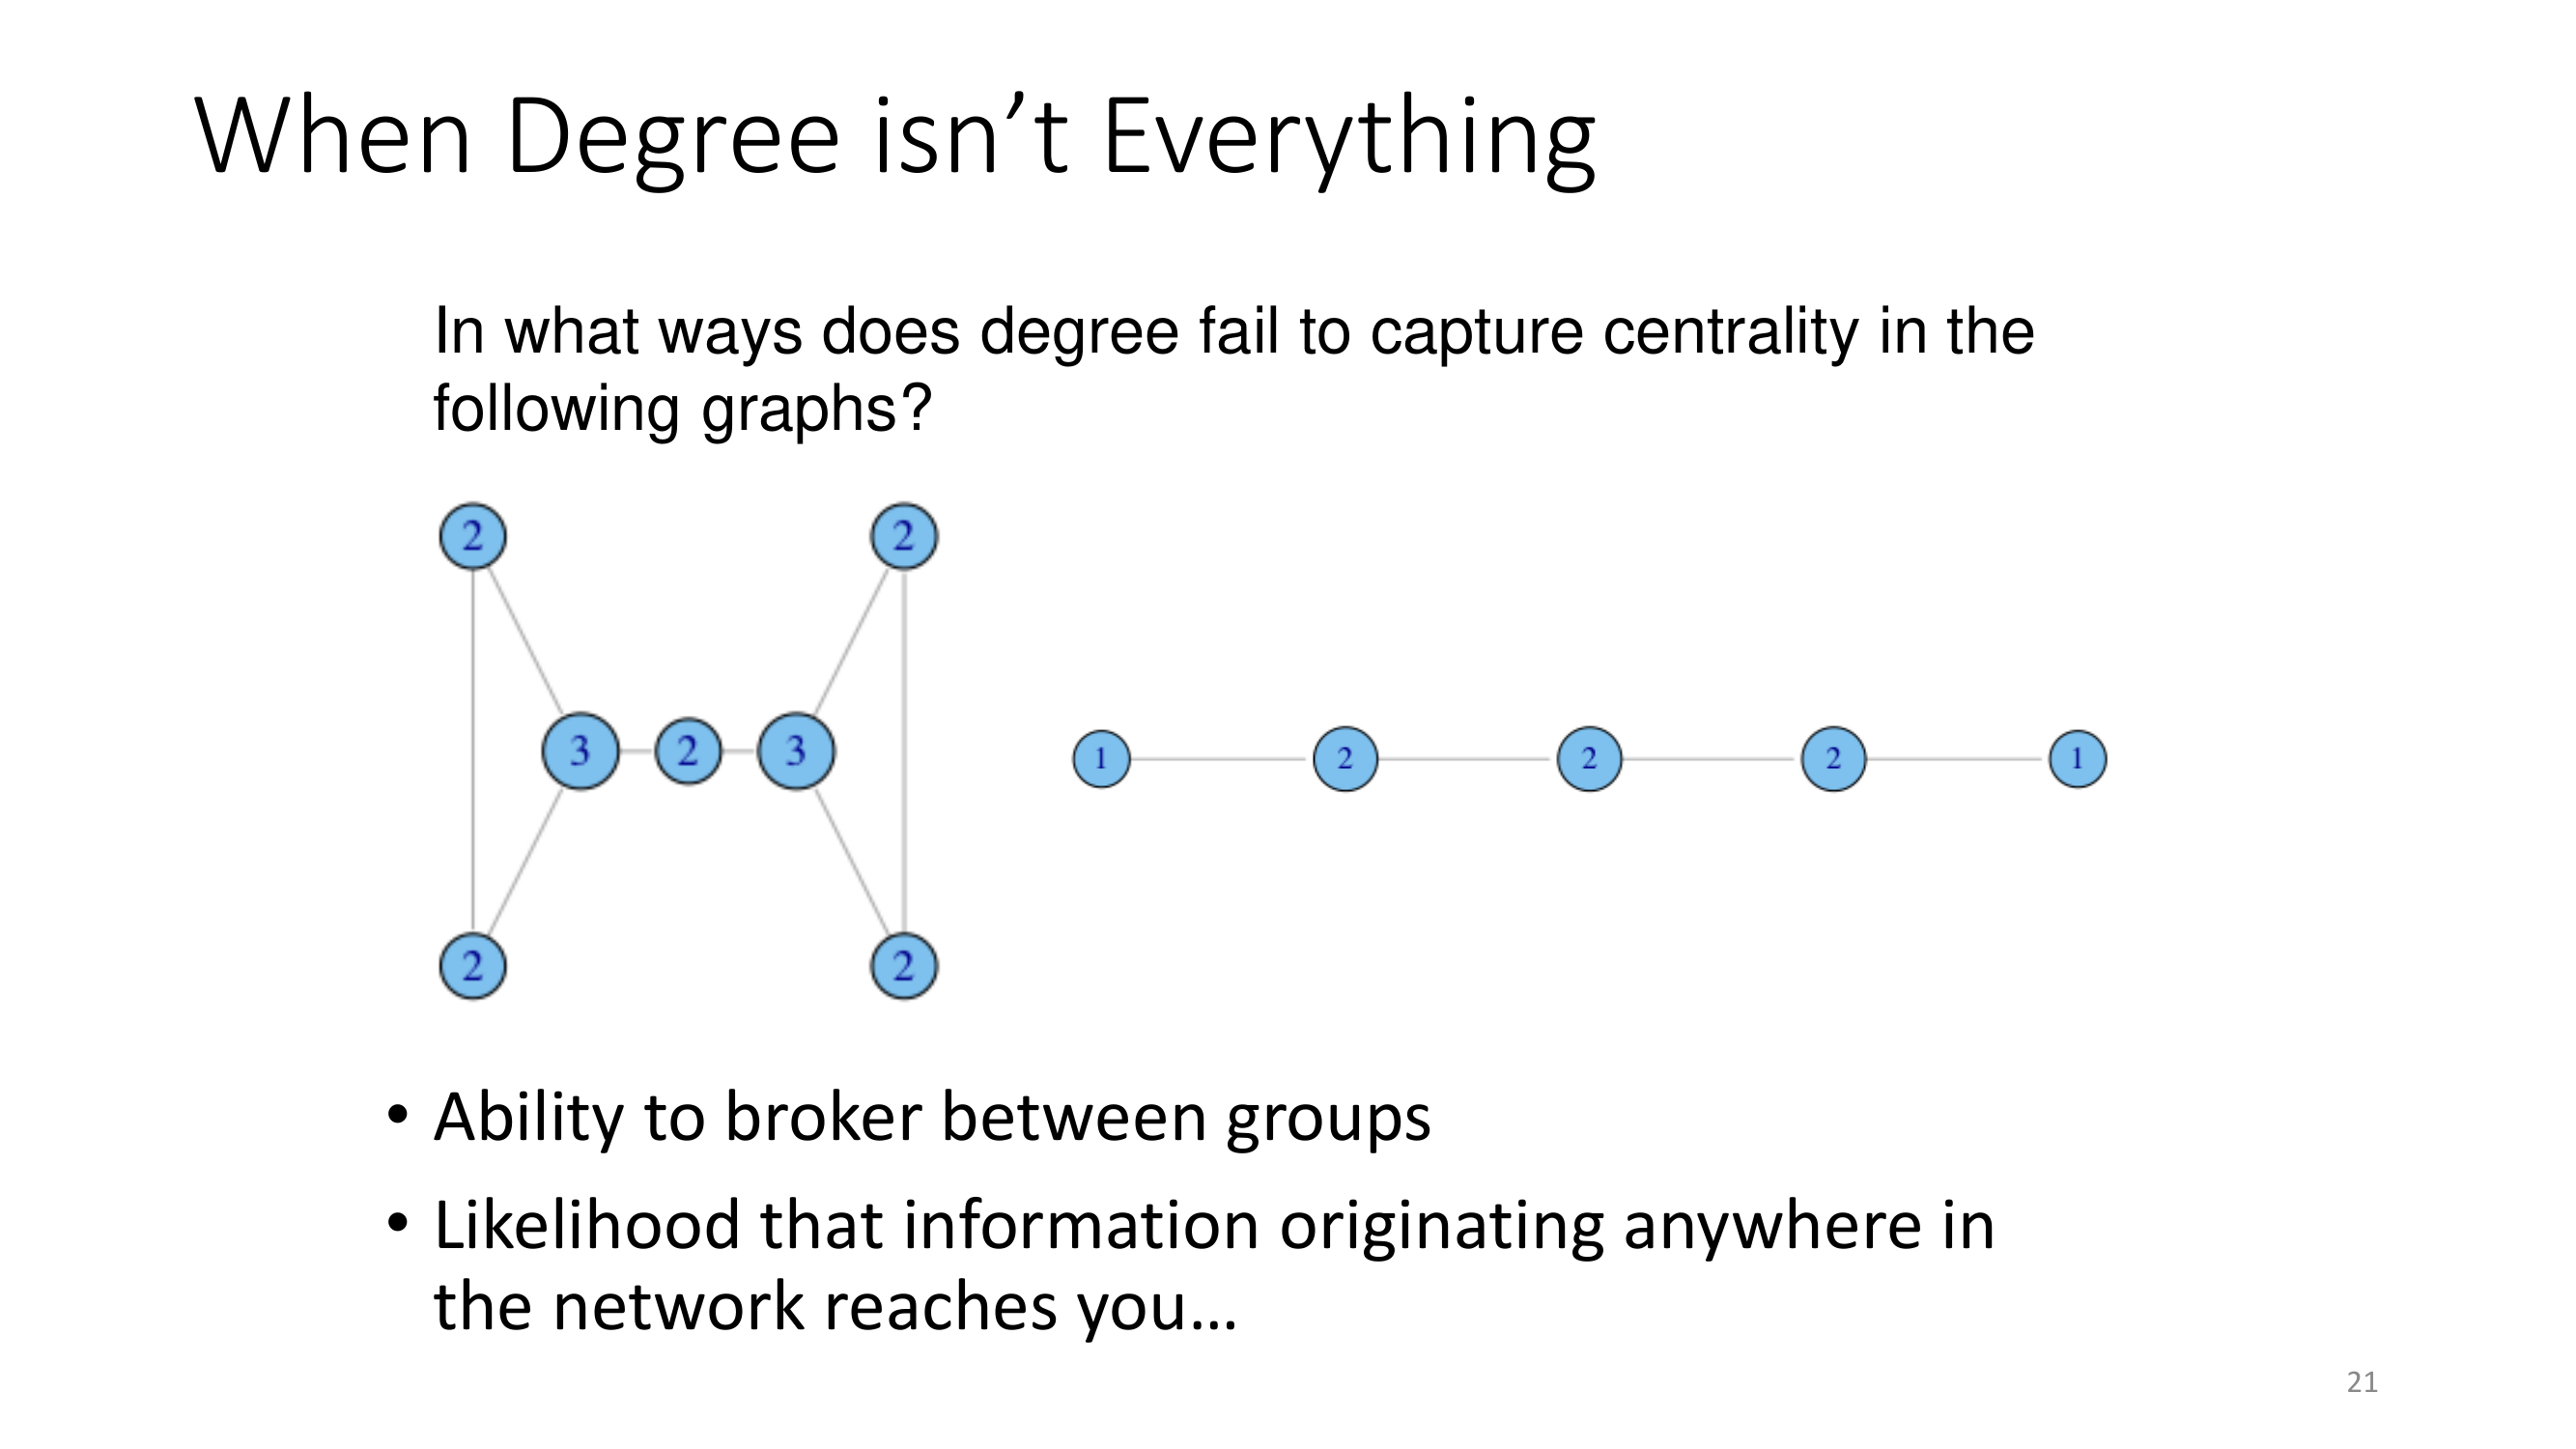 When Degree isn’t Everything
In what ways does degree fail to capture centrality in the
following graphs?
2 2
3 2 3
1 2 2 2 1
2 2
• Ability to broker between groups
• Likelihood that information originating anywhere in
the network reaches you…
21